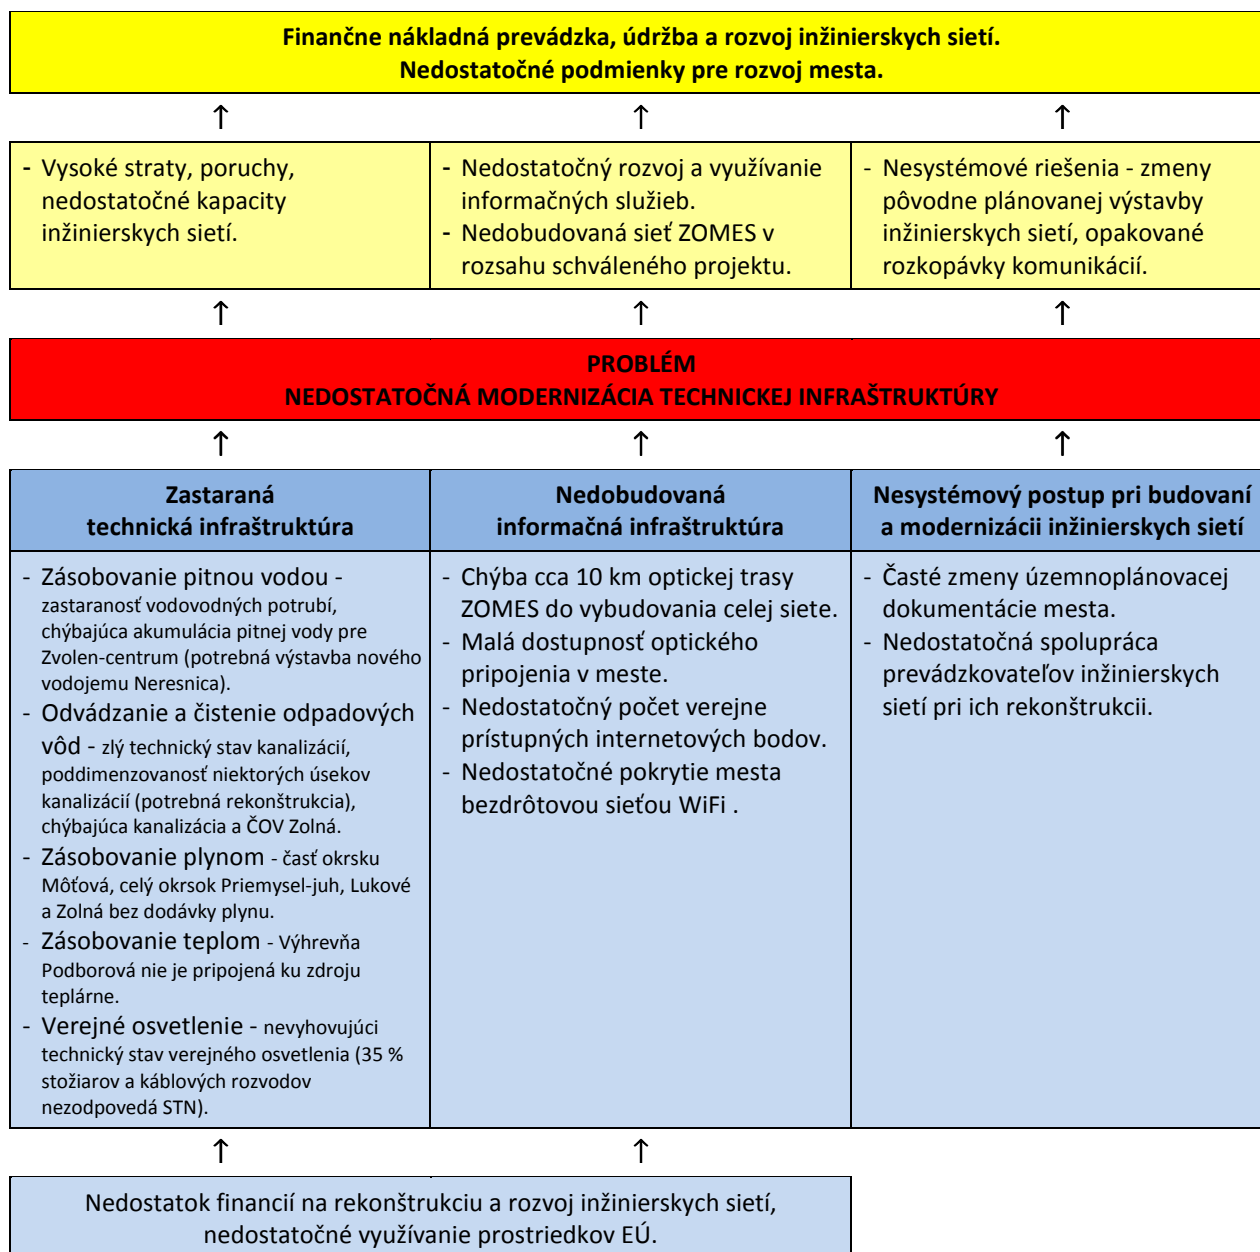 Finančne nákladná prevádzka, údržba a rozvoj inžinierskych sietí.
Nedostatočné podmienky pre rozvoj mesta.
↑ ↑ ↑
- Vysoké straty, poruchy,
nedostatočné kapacity
inžinierskych sietí.
- Nedostatočný rozvoj a využívanie
informačných služieb.
- Nedobudovaná sieť ZOMES v
rozsahu schváleného projektu.
- Nesystémové riešenia - zmeny
pôvodne plánovanej výstavby
inžinierskych sietí, opakované
rozkopávky komunikácií.
↑ ↑ ↑
PROBLÉM
NEDOSTATOČNÁ MODERNIZÁCIA TECHNICKEJ INFRAŠTRUKTÚRY
↑ ↑ ↑
Zastaraná
technická infraštruktúra
- Zásobovanie pitnou vodou -
zastaranosť vodovodných potrubí,
chýbajúca akumulácia pitnej vody pre
Zvolen-centrum (potrebná výstavba nového
vodojemu Neresnica).
- Odvádzanie a čistenie odpadových
vôd - zlý technický stav kanalizácií,
poddimenzovanosť niektorých úsekov
kanalizácií (potrebná rekonštrukcia),
chýbajúca kanalizácia a ČOV Zolná.
- Zásobovanie plynom - časť okrsku
Môťová, celý okrsok Priemysel-juh, Lukové
a Zolná bez dodávky plynu.
- Zásobovanie teplom - Výhrevňa
Podborová nie je pripojená ku zdroju
teplárne.
- Verejné osvetlenie - nevyhovujúci
technický stav verejného osvetlenia (35 %
stožiarov a káblových rozvodov
nezodpovedá STN).
Nedobudovaná
informačná infraštruktúra
- Chýba cca 10 km optickej trasy
ZOMES do vybudovania celej siete.
- Malá dostupnosť optického
pripojenia v meste.
- Nedostatočný počet verejne
prístupných internetových bodov.
- Nedostatočné pokrytie mesta
bezdrôtovou sieťou WiFi .
Nesystémový postup pri budovaní
a modernizácii inžinierskych sietí
- Časté zmeny územnoplánovacej
dokumentácie mesta.
- Nedostatočná spolupráca
prevádzkovateľov inžinierskych
sietí pri ich rekonštrukcii.
↑ ↑
Nedostatok financií na rekonštrukciu a rozvoj inžinierskych sietí,
nedostatočné využívanie prostriedkov EÚ.